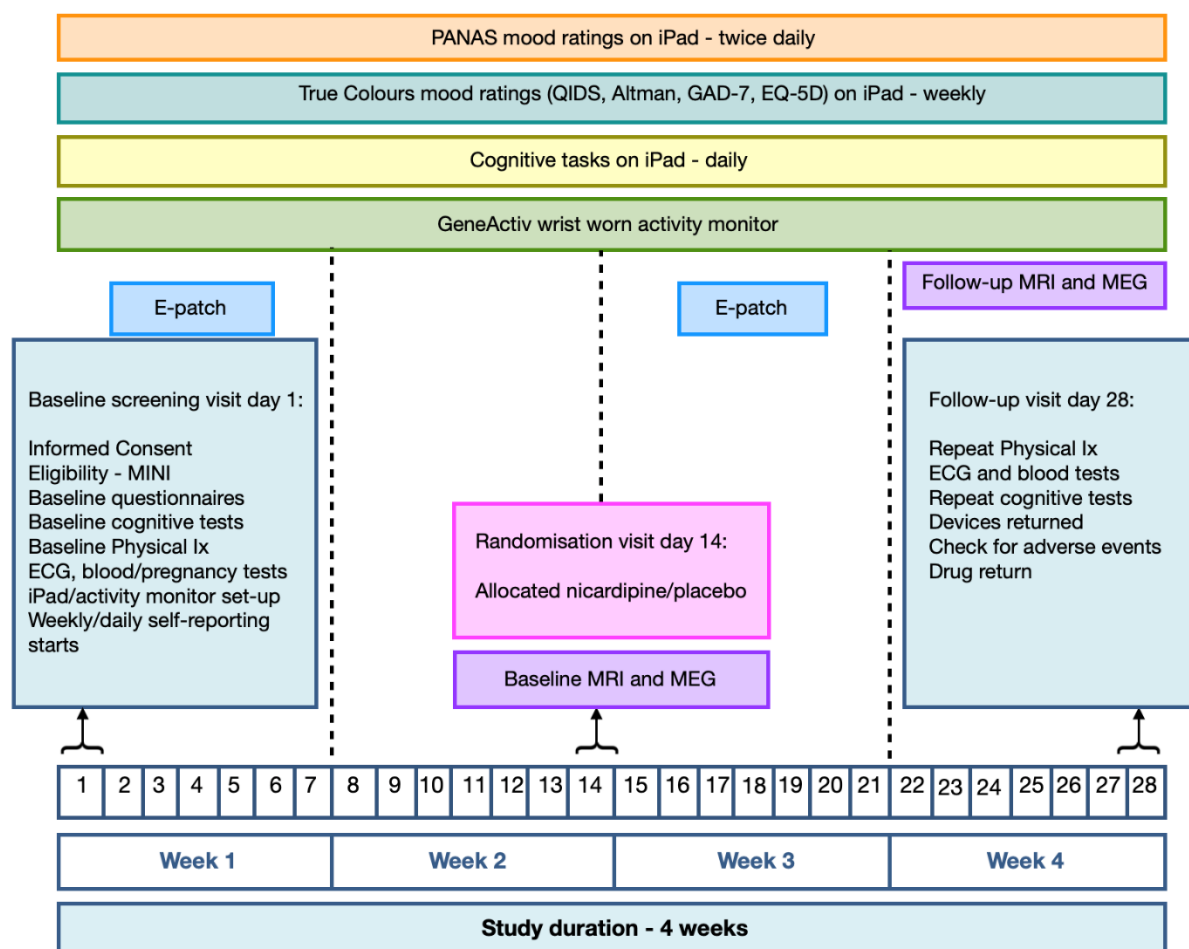 PANAS mood ratings on iPad - twice daily
True Colours mood ratings (QIDS, Altman, GAD-7, EQ-5D) on iPad - weekly
Cognitive tasks on iPad - daily
GeneActiv wrist worn activity monitor
E-patch
E-patch
Follow-up MRI and MEG
Baseline screening visit day 1:
Informed Consent
Eligibility - MINI
Baseline questionnaires
Baseline cognitive tests
Baseline Physical Ix
ECG, blood/pregnancy tests
iPad/activity monitor set-up
Weekly/daily self-reporting
starts
Randomisation visit day 14:
Allocated nicardipine/placebo
Baseline MRI and MEG
Follow-up visit day 28:
Repeat Physical Ix
ECG and blood tests
Repeat cognitive tests
Devices returned
Check for adverse events
Drug return
1 2 3 4 5 6 7 8 9 10 11 12 13 14 15 16 17 18 19 20 21 22 23 24 25 26 27 28
Week 1 Week 2 Week 3 Week 4
Study duration - 4 weeks